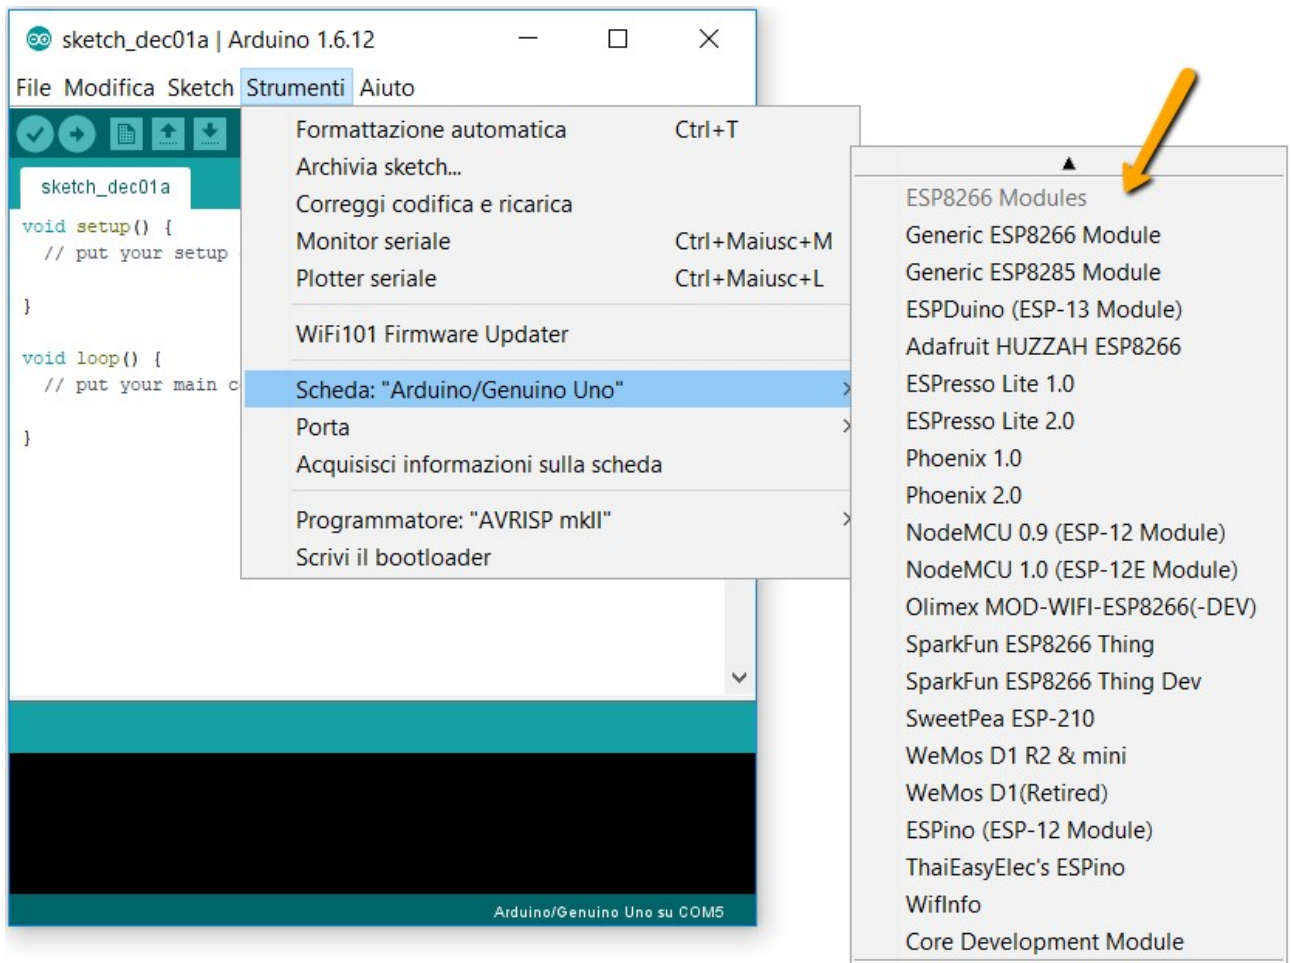 sketch_dec01a | Arduino 1.6.12
File Modifica Sketch Strumenti Aiuto
sketch_dec01a
void setup() {
// put your setup
}
void loop() {
// put your main c
}
Formattazione automatica Ctrl+T
Archivia sketch...
Correggi codifica e ricarica
Monitor seriale Ctrl+Maiusc+M
Plotter seriale Ctrl+Maiusc+L
WiFi101 Firmware Updater
Scheda: "Arduino/Genuino Uno"
Porta
Acquisisci informazioni sulla scheda
Programmatore: "AVRISP mkII"
Scrivi il bootloader
ESP8266 Modules
Generic ESP8266 Module
Generic ESP8285 Module
ESPDuino (ESP-13 Module)
Adafruit HUZZAH ESP8266
ESPresso Lite 1.0
ESPresso Lite 2.0
Phoenix 1.0
Phoenix 2.0
NodeMCU 0.9 (ESP-12 Module)
NodeMCU 1.0 (ESP-12E Module)
Olimex MOD-WIFI-ESP8266(-DEV)
SparkFun ESP8266 Thing
SparkFun ESP8266 Thing Dev
SweetPea ESP-210
WeMos D1 R2 & mini
WeMos D1(Retired)
ESPino (ESP-12 Module)
ThaiEasyElec's ESPino
WifInfo
Core Development Module
Arduino/Genuino Uno su COM5